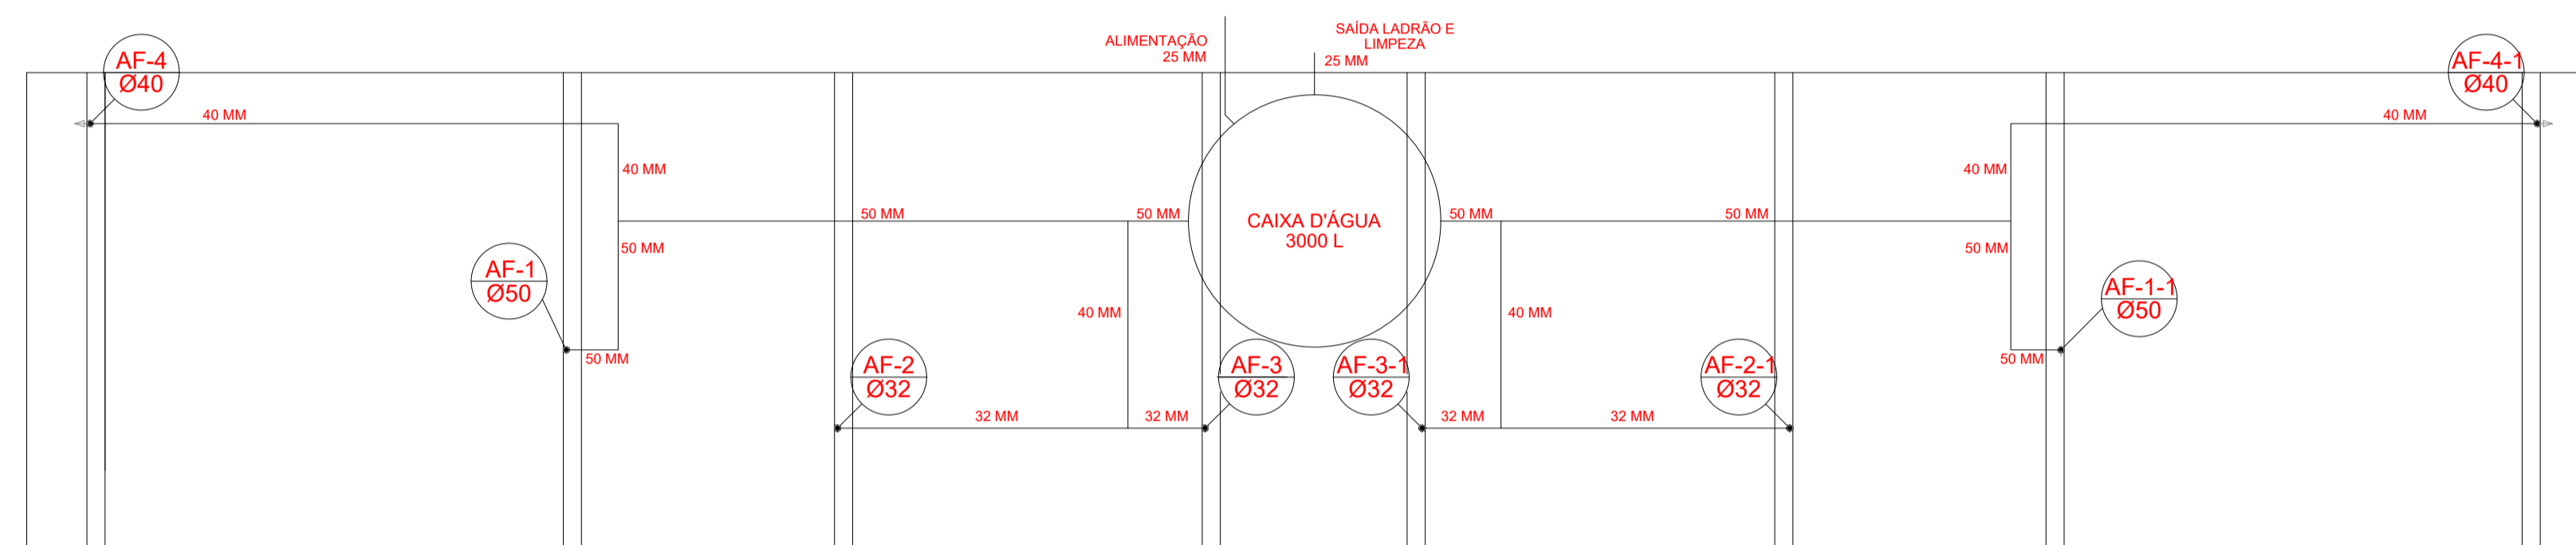 SAÍDA LADRÃO E
LIMPEZA
ALIMENTAÇÃO
25 MM
25 MM
AF-4
Ø40
AF-4-1
Ø40
40 MM
40 MM
40 MM
40 MM
50 MM
50 MM
CAIXA D'ÁGUA
3000 L
50 MM
50 MM
50 MM
50 MM
AF-1
Ø50
AF-1-1
Ø50
40 MM
40 MM
50 MM
50 MM
AF-2
Ø32
AF-3
Ø32
AF-3-1
Ø32
AF-2-1
Ø32
32 MM
32 MM
32 MM
32 MM